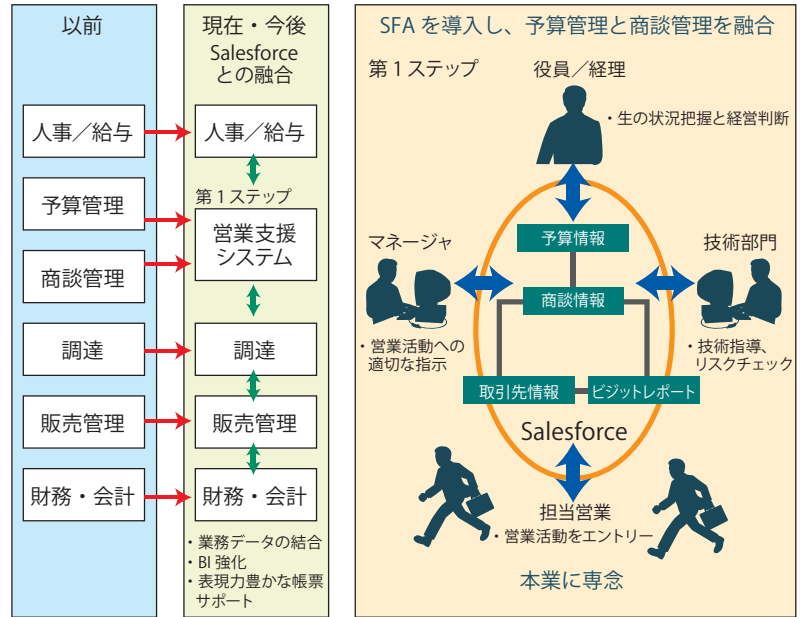 以前
人事／給与
予算管理
商談管理
調達
販売管理
財務・会計
現在・今後
Salesforce
との融合
人事／給与
第１ステップ
営業支援
システム
調達
販売管理
財務・会計
・業務データの結合
・BI 強化
・表現力豊かな帳票
サポート
SFA を導入し、予算管理と商談管理を融合
第１ステップ
役員／経理
・生の状況把握と経営判断
予算情報
マネージャ
技術部門
商談情報
・営業活動への
適切な指示
・技術指導、
リスクチェック
取引先情報
ビジットレポート
Salesforce
担当営業
・営業活動をエントリー
本業に専念